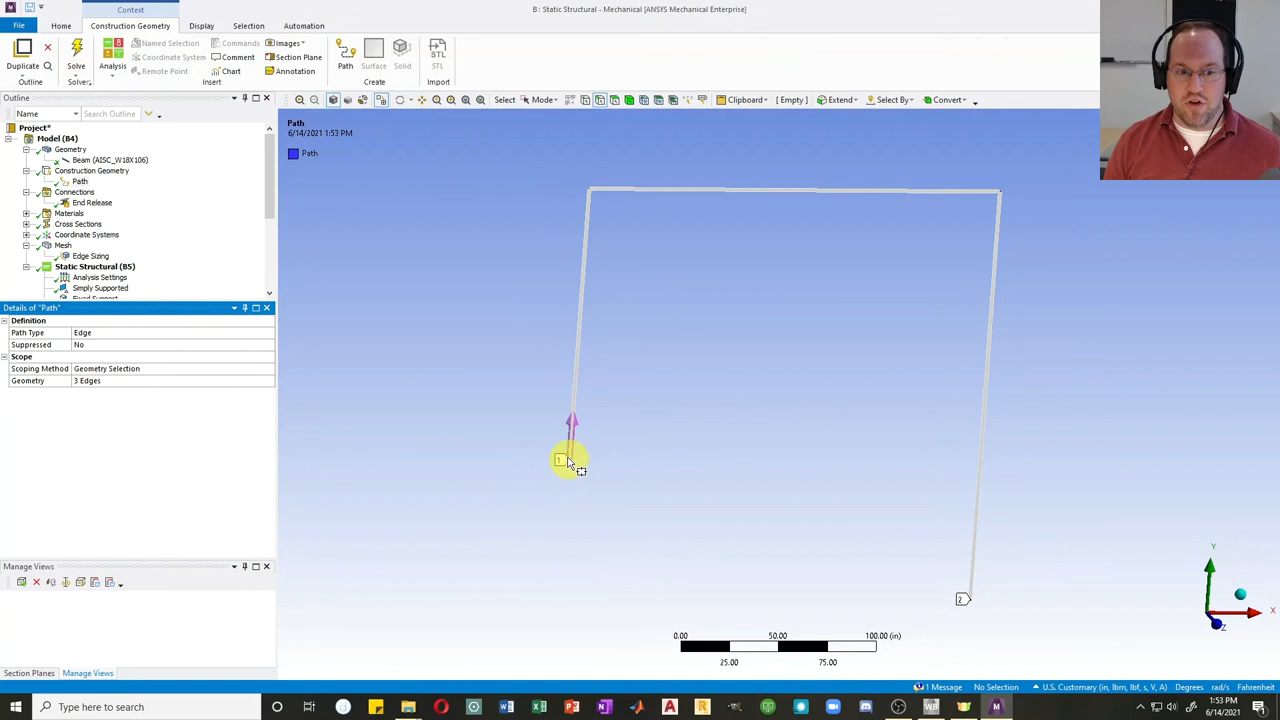 Context
B : Static Structural - Mechanical [ANSYS Mechanical Enterprise]
File
Home
Construction Geometry
Display
Selection
Automation
Duplicate
Outline
Solve
Solver
Analysis
Named Selection
Coordinate System
Remote Point
Commands
Comment
Chart
Images
Section Plane
Annotation
Insert
Path
Surface
Solid
Create
STL
STL
Import
Outline
Name
Search Outline
Select
Mode
Clipboard
[ Empty ]
Extend
Select By
Convert
Project*
Model (B4)
Geometry
Beam (AISC_W18X106)
Construction Geometry
Path
Connections
End Release
Materials
Cross Sections
Coordinate Systems
Mesh
Edge Sizing
Static Structural (B5)
Analysis Settings
Simply Supported
Fixed Support
Details of "Path"
Definition
Path Type Edge
Suppressed No
Scope
Scoping Method Geometry Selection
Geometry 3 Edges
Path
6/14/2021 1:53 PM
Path
1
2
Y
X
Z
0.00 50.00 100.00 (in)
25.00 75.00
Manage Views
Section Planes Manage Views
1 Message No Selection U.S. Customary (in, lbm, lbf, s, V, A) Degrees rad/s Fahrenheit
Type here to search
1:53 PM
6/14/2021